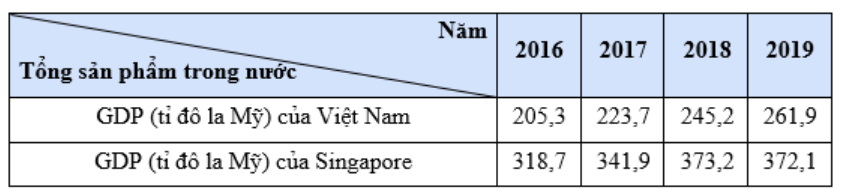 Năm
Tổng sản phẩm trong nước
2016 2017 2018 2019
GDP (tỉ đô la Mỹ) của Việt Nam 205,3 223,7 245,2 261,9
GDP (tỉ đô la Mỹ) của Singapore 318,7 341,9 373,2 372,1